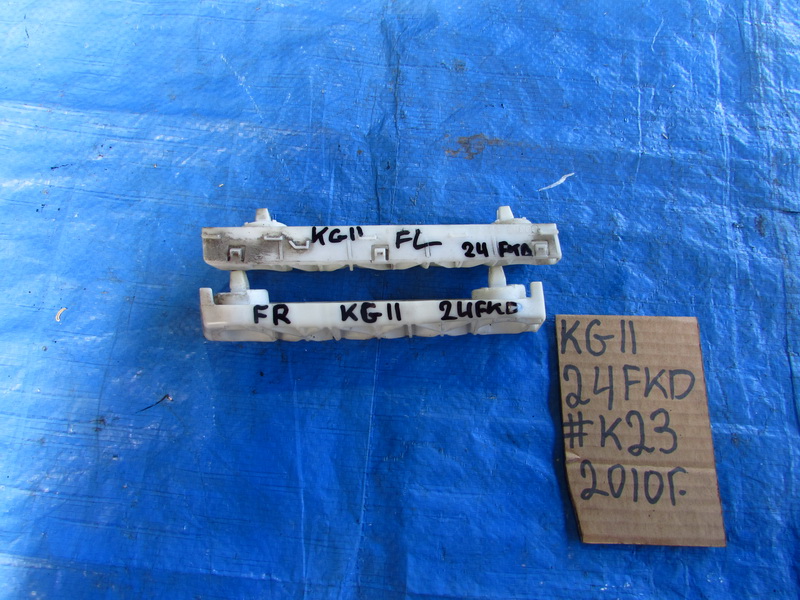 KG11 FL 24
FR KG11 24FKD
KG11
24FKD
#K23
2010г.